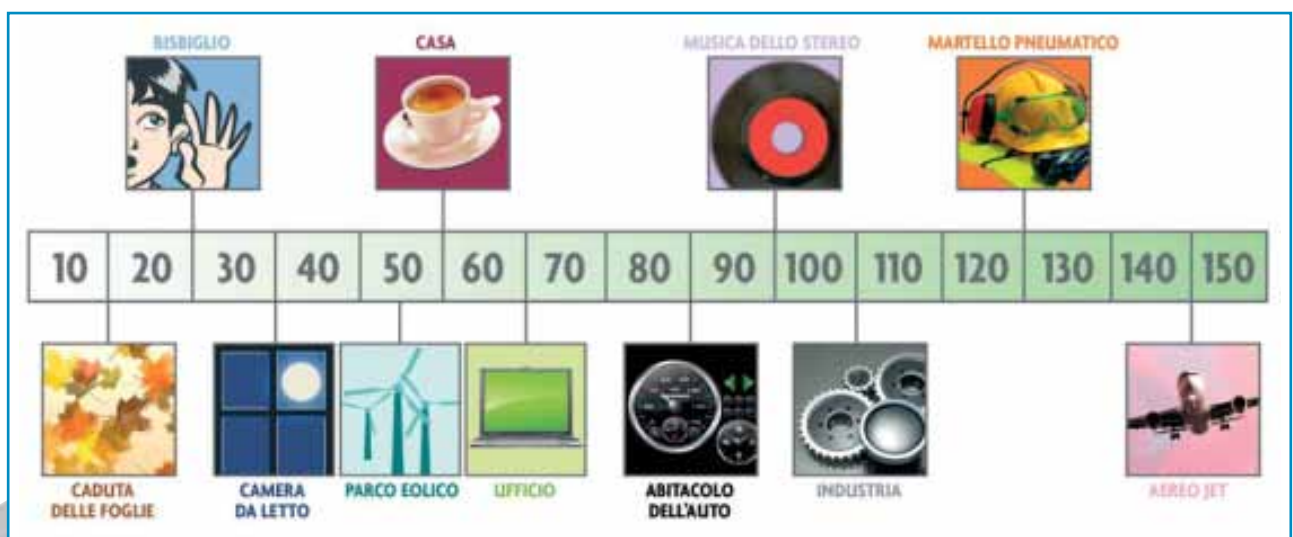 BISBIGLIO
CASA
MUSICA DELLO STEREO
MARTELLO PNEUMATICO
10 20 30 40 50 60 70 80 90 100 110 120 130 140 150
CADUTA
DELLE FOGLIE
CAMERA
DA LETTO
PARCO EOLICO
UFFICIO
ABITACOLO
DELL'AUTO
INDUSTRIA
AEREO JET